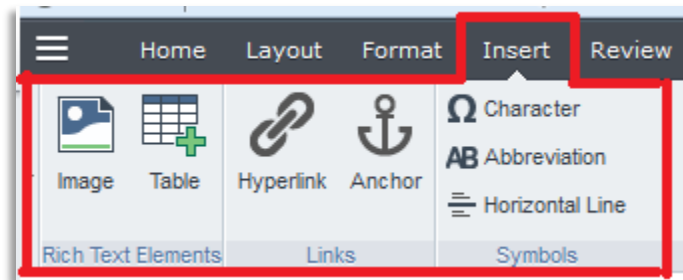 Home Layout Format Insert Review
Character
Abbreviation
Image Table Hyperlink Anchor
Horizontal Line
Rich Text Elements Links Symbols